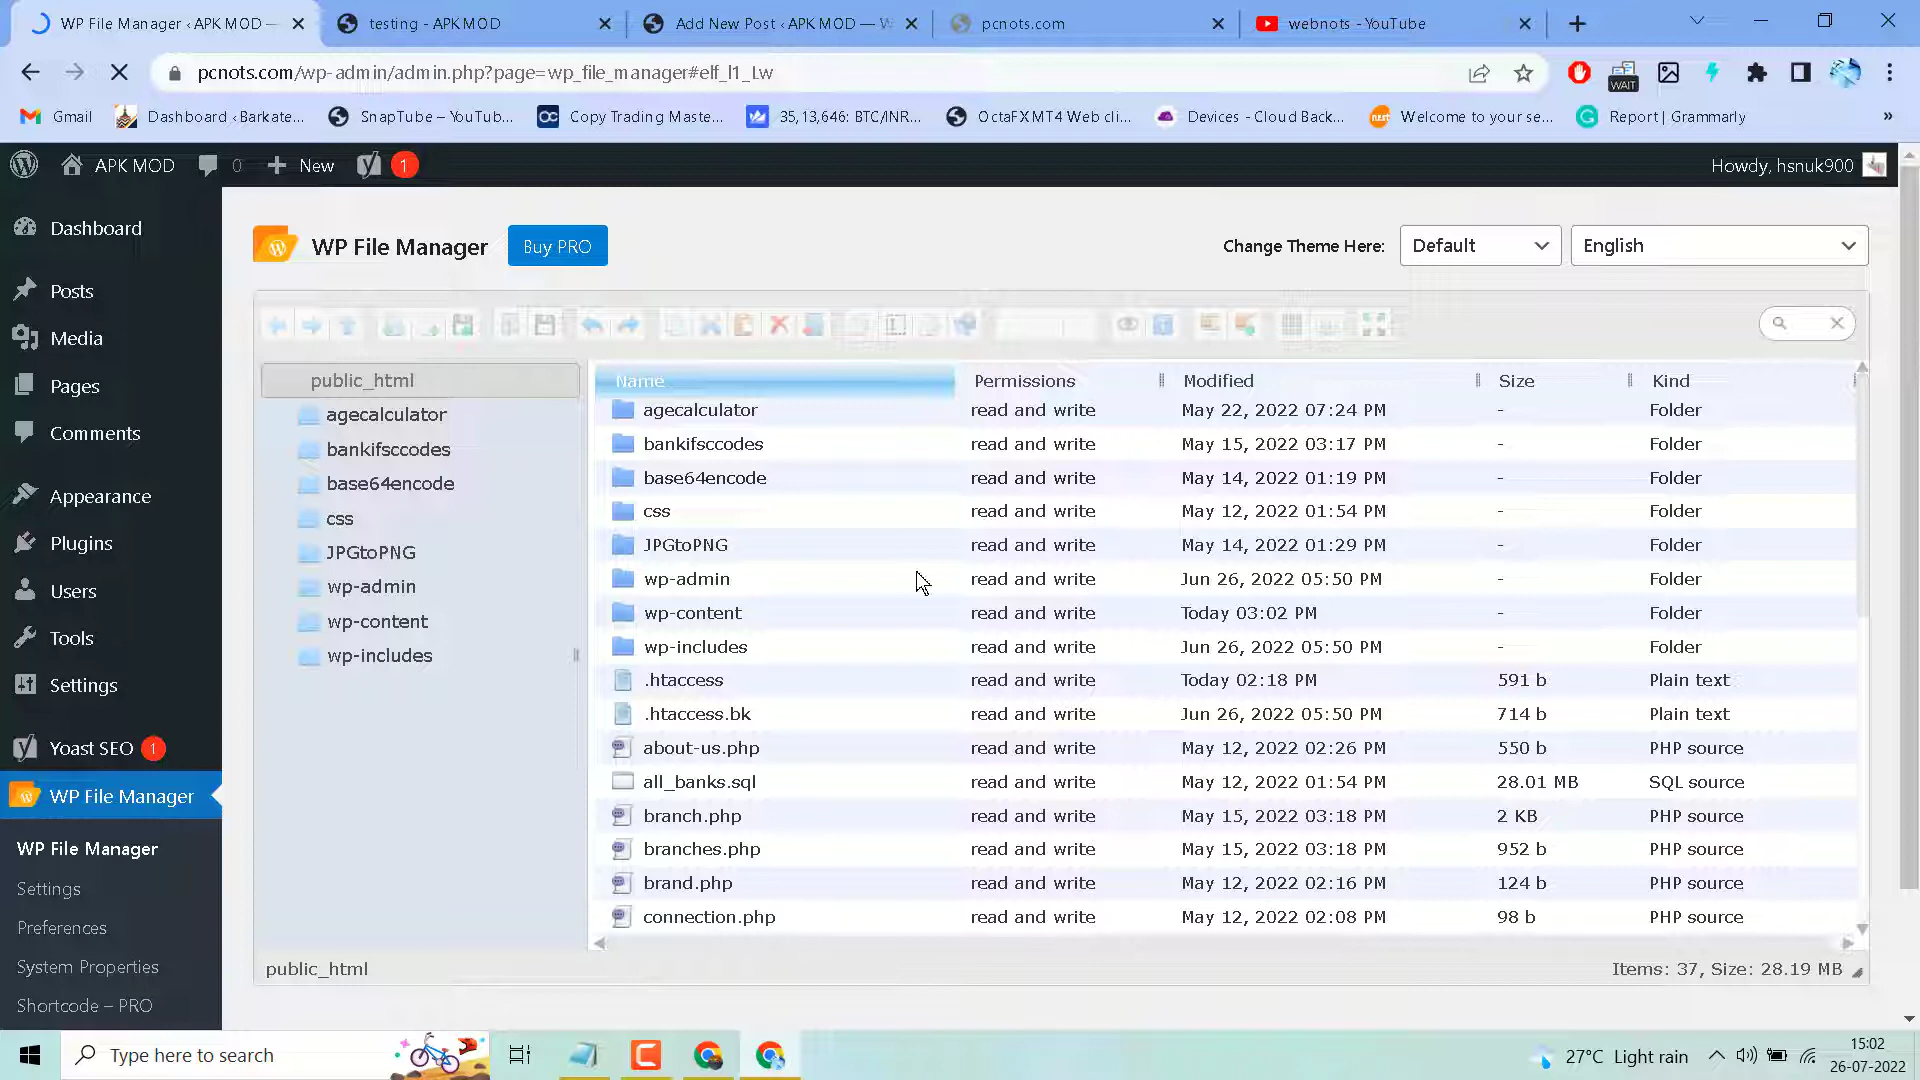 WP File Manager ‹ APK MOD —
testing - APK MOD
Add New Post ‹ APK MOD — W
pcnots.com
webnots - YouTube
pcnots.com/wp-admin/admin.php?page=wp_file_manager#elf_l1_Lw
WAIT
Gmail
Dashboard ‹ Barkate...
SnapTube – YouTub...
Copy Trading Maste...
35,13,646: BTC/INR...
OctaFX MT4 Web cli...
Devices - Cloud Back...
Welcome to your se...
Report | Grammarly
»
APK MOD
0
New
1
Howdy, hsnuk900
Dashboard
Posts
Media
Pages
Comments
Appearance
Plugins
Users
Tools
Settings
Yoast SEO 1
WP File Manager
WP File Manager
Settings
Preferences
System Properties
Shortcode – PRO
WP File Manager
Buy PRO
Change Theme Here:
Default
English
public_html
agecalculator
bankifsccodes
base64encode
css
JPGtoPNG
wp-admin
wp-content
wp-includes
Name Permissions Modified Size Kind
agecalculator read and write May 22, 2022 07:24 PM - Folder
bankifsccodes read and write May 15, 2022 03:17 PM - Folder
base64encode read and write May 14, 2022 01:19 PM - Folder
css read and write May 12, 2022 01:54 PM - Folder
JPGtoPNG read and write May 14, 2022 01:29 PM - Folder
wp-admin read and write Jun 26, 2022 05:50 PM - Folder
wp-content read and write Today 03:02 PM - Folder
wp-includes read and write Jun 26, 2022 05:50 PM - Folder
.htaccess read and write Today 02:18 PM 591 b Plain text
.htaccess.bk read and write Jun 26, 2022 05:50 PM 714 b Plain text
about-us.php read and write May 12, 2022 02:26 PM 550 b PHP source
all_banks.sql read and write May 12, 2022 01:54 PM 28.01 MB SQL source
branch.php read and write May 15, 2022 03:18 PM 2 KB PHP source
branches.php read and write May 15, 2022 03:18 PM 952 b PHP source
brand.php read and write May 12, 2022 02:16 PM 124 b PHP source
connection.php read and write May 12, 2022 02:08 PM 98 b PHP source
public_html
Items: 37, Size: 28.19 MB
Type here to search
27°C Light rain
15:02
26-07-2022